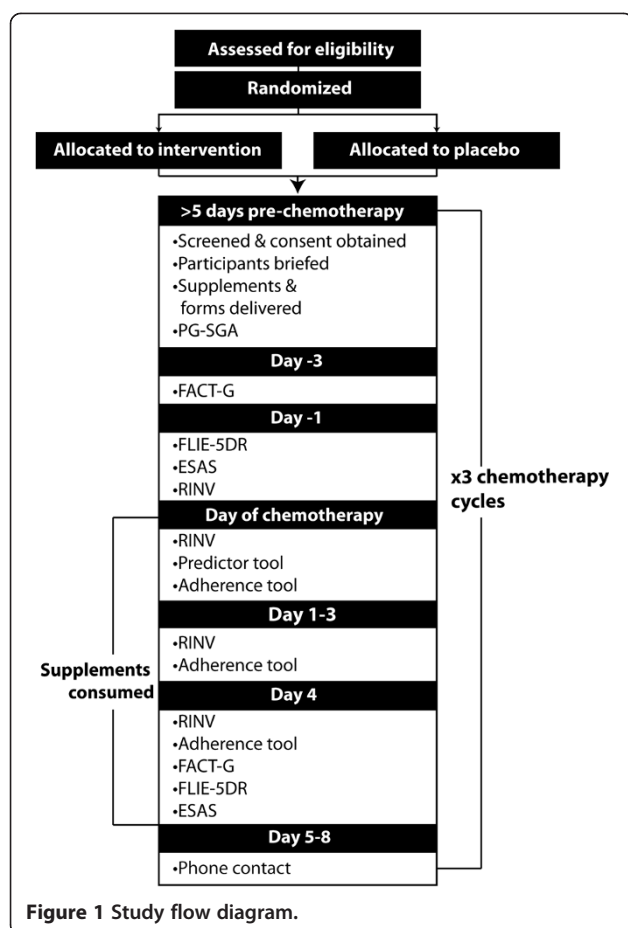 Assessed for eligibility
Randomized
Allocated to intervention
Allocated to placebo
>5 days pre-chemotherapy
•Screened & consent obtained
•Participants briefed
•Supplements &
forms delivered
•PG-SGA
Day -3
•FACT-G
Day -1
•FLIE-5DR
•ESAS
•RINV
x3 chemotherapy
cycles
Day of chemotherapy
•RINV
•Predictor tool
•Adherence tool
Day 1-3
•RINV
•Adherence tool
Supplements
consumed
Day 4
•RINV
•Adherence tool
•FACT-G
•FLIE-5DR
•ESAS
Day 5-8
•Phone contact
Figure 1 Study flow diagram.